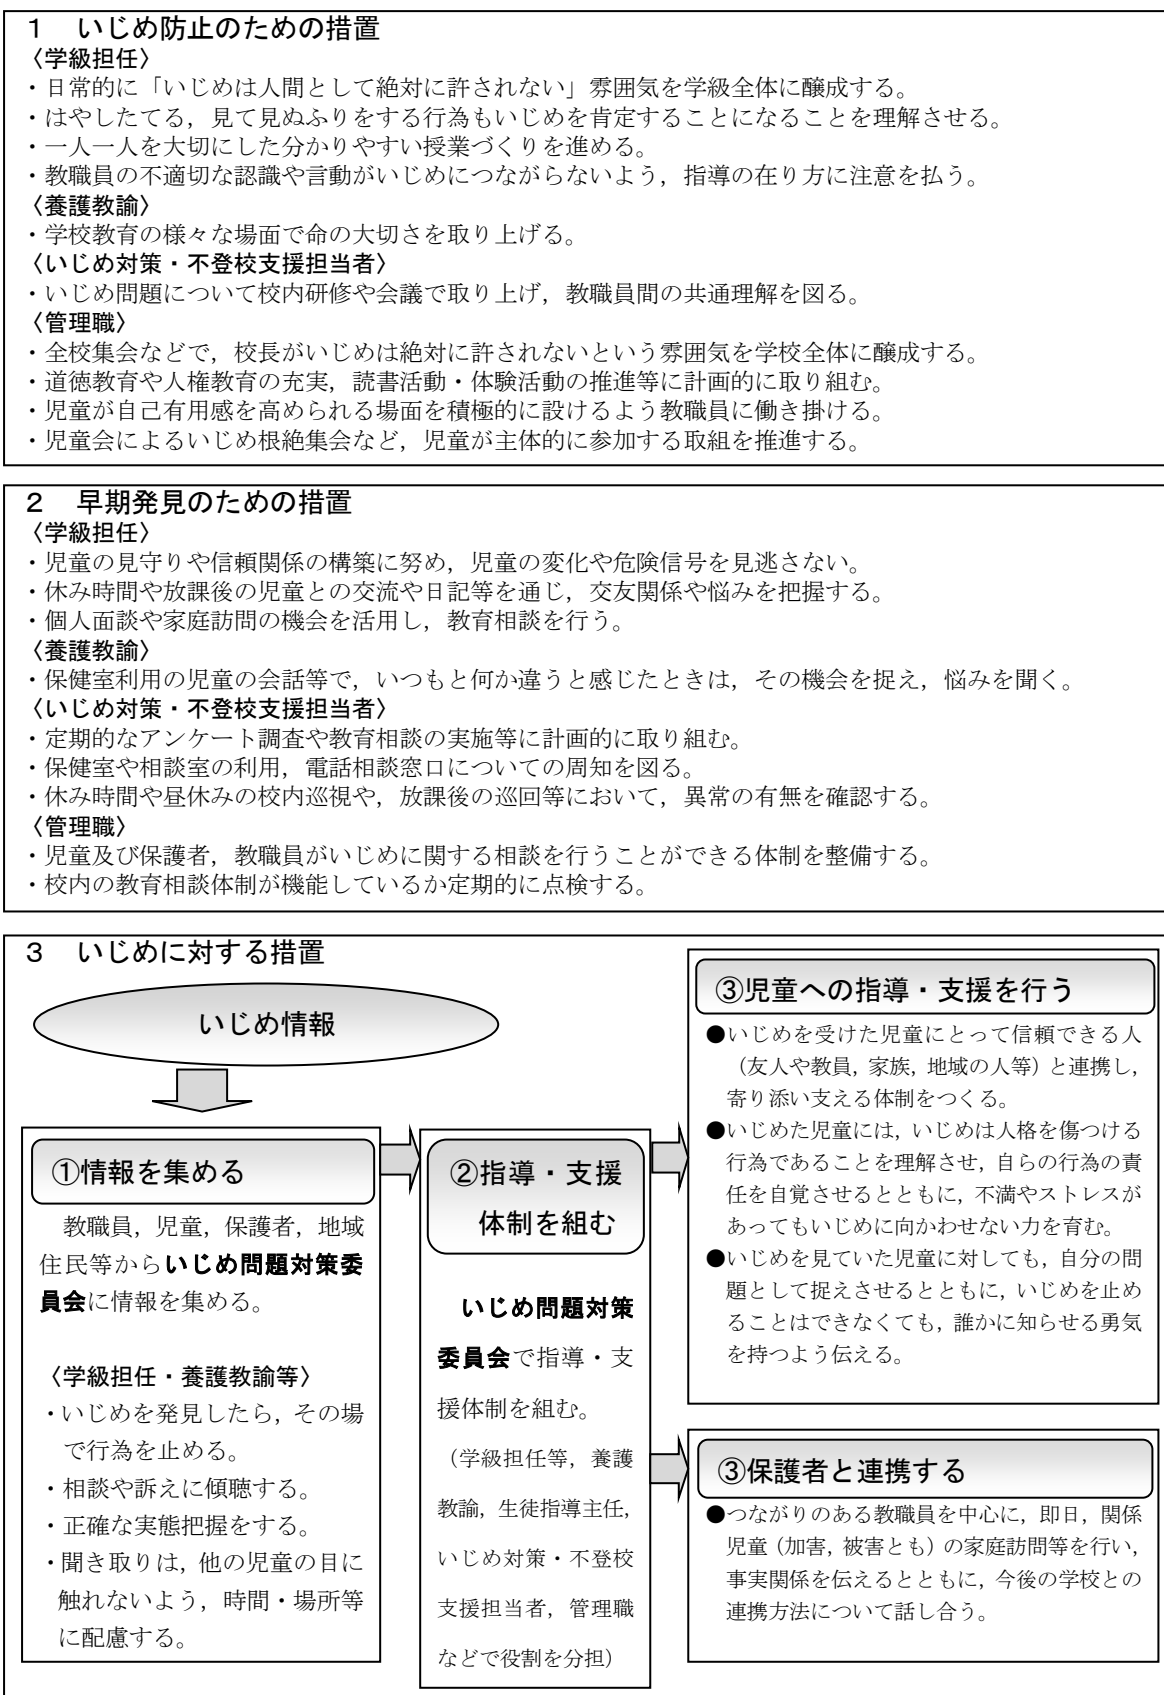 １　いじめ防止のための措置
〈学級担任〉
・日常的に「いじめは人間として絶対に許されない」雰囲気を学級全体に醸成する。
・はやしたてる，見て見ぬふりをする行為もいじめを肯定することになることを理解させる。
・一人一人を大切にした分かりやすい授業づくりを進める。
・教職員の不適切な認識や言動がいじめにつながらないよう，指導の在り方に注意を払う。
〈養護教諭〉
・学校教育の様々な場面で命の大切さを取り上げる。
〈いじめ対策・不登校支援担当者〉
・いじめ問題について校内研修や会議で取り上げ，教職員間の共通理解を図る。
〈管理職〉
・全校集会などで，校長がいじめは絶対に許されないという雰囲気を学校全体に醸成する。
・道徳教育や人権教育の充実，読書活動・体験活動の推進等に計画的に取り組む。
・児童が自己有用感を高められる場面を積極的に設けるよう教職員に働き掛ける。
・児童会によるいじめ根絶集会など，児童が主体的に参加する取組を推進する。
２　早期発見のための措置
〈学級担任〉
・児童の見守りや信頼関係の構築に努め，児童の変化や危険信号を見逃さない。
・休み時間や放課後の児童との交流や日記等を通じ，交友関係や悩みを把握する。
・個人面談や家庭訪問の機会を活用し，教育相談を行う。
〈養護教諭〉
・保健室利用の児童の会話等で，いつもと何か違うと感じたときは，その機会を捉え，悩みを聞く。
〈いじめ対策・不登校支援担当者〉
・定期的なアンケート調査や教育相談の実施等に計画的に取り組む。
・保健室や相談室の利用，電話相談窓口についての周知を図る。
・休み時間や昼休みの校内巡視や，放課後の巡回等において，異常の有無を確認する。
〈管理職〉
・児童及び保護者，教職員がいじめに関する相談を行うことができる体制を整備する。
・校内の教育相談体制が機能しているか定期的に点検する。
３　いじめに対する措置
いじめ情報
①情報を集める
教職員，児童，保護者，地域
住民等からいじめ問題対策委
員会に情報を集める。
〈学級担任・養護教諭等〉
・いじめを発見したら，その場
で行為を止める。
・相談や訴えに傾聴する。
・正確な実態把握をする。
・聞き取りは，他の児童の目に
触れないよう，時間・場所等
に配慮する。
②指導・支援
体制を組む
いじめ問題対策
委員会で指導・支
援体制を組む。
（学級担任等，養護
教諭，生徒指導主任，
いじめ対策・不登校
支援担当者，管理職
などで役割を分担）
③児童への指導・支援を行う
●いじめを受けた児童にとって信頼できる人
（友人や教員，家族，地域の人等）と連携し，
寄り添い支える体制をつくる。
●いじめた児童には，いじめは人格を傷つける
行為であることを理解させ，自らの行為の責
任を自覚させるとともに，不満やストレスが
あってもいじめに向かわせない力を育む。
●いじめを見ていた児童に対しても，自分の問
題として捉えさせるとともに，いじめを止め
ることはできなくても，誰かに知らせる勇気
を持つよう伝える。
③保護者と連携する
●つながりのある教職員を中心に，即日，関係
児童（加害，被害とも）の家庭訪問等を行い，
事実関係を伝えるとともに，今後の学校との
連携方法について話し合う。